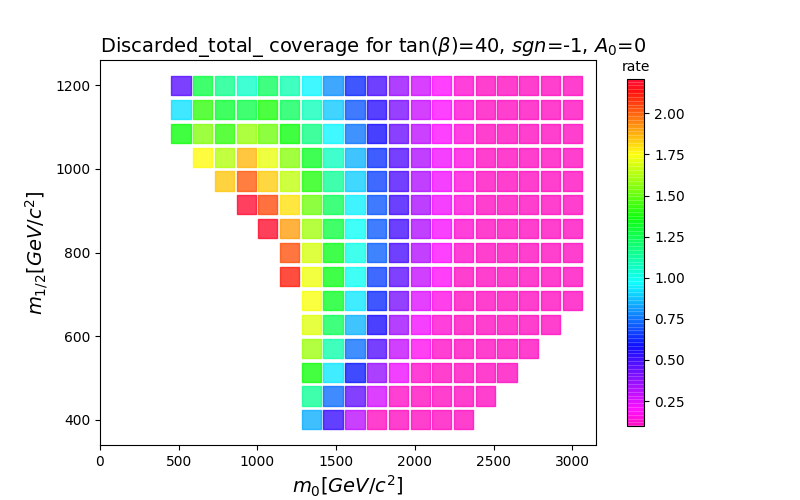 Discarded_total_ coverage for tan(β)=40, sgn=-1, A₀=0
rate
1200
1000
800
600
400
m₁/₂[GeV/c²]
0 500 1000 1500 2000 2500 3000
m₀[GeV/c²]
2.00
1.75
1.50
1.25
1.00
0.75
0.50
0.25